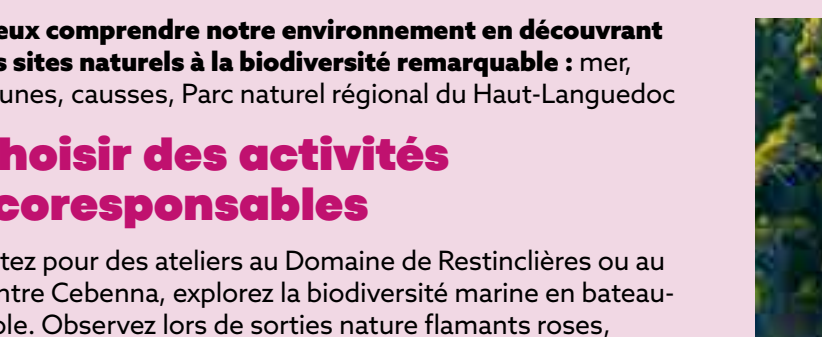 eux comprendre notre environnement en découvrant
s sites naturels à la biodiversité remarquable : mer,
unes, causses, Parc naturel régional du Haut-Languedoc
hoisir des activités
coresponsables
tez pour des ateliers au Domaine de Restinclières ou au
ntre Cebenna, explorez la biodiversité marine en bateau-
ole. Observez lors de sorties nature flamants roses,